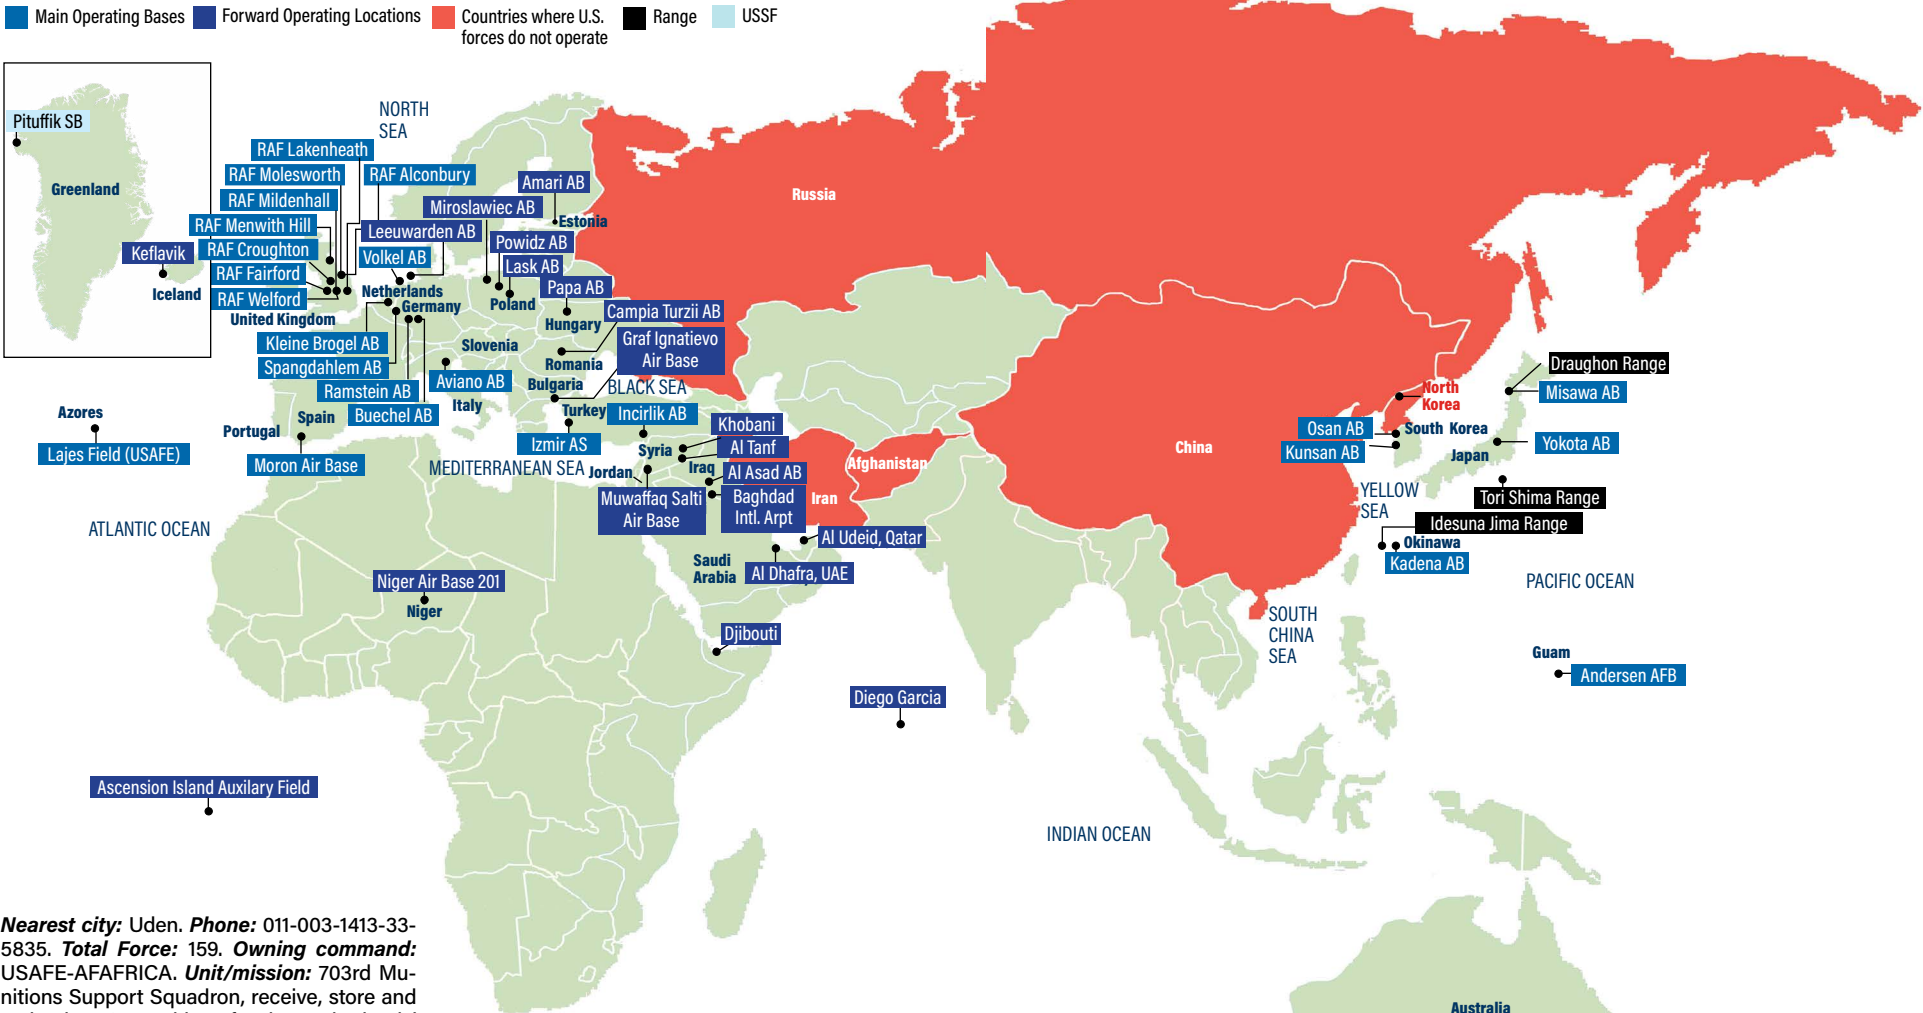 Main Operating Bases
Forward Operating Locations
Countries where U.S.
forces do not operate
Range
USSF
Pituffik SB
Greenland
Keflavik
Iceland
NORTH
SEA
RAF Lakenheath
RAF Molesworth
RAF Alconbury
RAF Mildenhall
RAF Menwith Hill
RAF Croughton
RAF Fairford
RAF Welford
United Kingdom
Amari AB
Estonia
Miroslawiec AB
Leeuwarden AB
Volkel AB
Powidz AB
Lask AB
Papa AB
Netherlands
Germany
Poland
Hungary
Campia Turzii AB
Graf Ignatievo
Air Base
Kleine Brogel AB
Spangdahlem AB
Ramstein AB
Buechel AB
Slovenia
Romania
Aviano AB
Italy
Bulgaria
BLACK SEA
Turkey
Incirlik AB
Izmir AS
Azores
Lajes Field (USAFE)
Portugal
Spain
Moron Air Base
MEDITERRANEAN SEA
Syria
Khobani
Al Tanf
Jordan
Iraq
Al Asad AB
Muwaffaq Salti
Air Base
Baghdad
Intl. Arpt
Iran
Afghanistan
Russia
China
North
Korea
Osan AB
South Korea
Kunsan AB
Draughon Range
Misawa AB
Yokota AB
Japan
YELLOW
SEA
Tori Shima Range
Idesuna Jima Range
Okinawa
Kadena AB
ATLANTIC OCEAN
Al Udeid, Qatar
Saudi
Arabia
Al Dhafra, UAE
Niger Air Base 201
Niger
Djibouti
PACIFIC OCEAN
SOUTH
CHINA
SEA
Guam
Andersen AFB
Diego Garcia
Ascension Island Auxilary Field
INDIAN OCEAN
Australia
Nearest city: Uden. Phone: 011-003-1413-33-
5835. Total Force: 159. Owning command:
USAFE-AFAFRICA. Unit/mission: 703rd Mu-
nitions Support Squadron, receive, store and